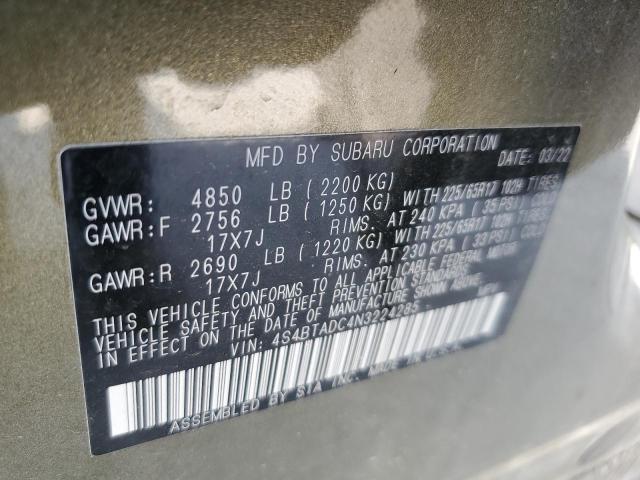 MFD BY SUBARU CORPORATION DATE: 03/22
GVWR: 4850 LB (2200 KG)
GAWR:F 2756 LB (1250 KG) WITH 225/65R17 102H TIRES
17X7J RIMS. AT 240 KPA (35 PSI) COLD
GAWR:R 2690 LB (1220 KG) WITH 225/65R17 102H TIRES
17X7J RIMS. AT 230 KPA (33 PSI) COLD
THIS VEHICLE CONFORMS TO ALL APPLICABLE FEDERAL MOTOR
VEHICLE SAFETY AND THEFT PREVENTION STANDARDS
IN EFFECT ON THE DATE OF MANUFACTURE SHOWN ABOVE.
VIN: 4S4BTADC4N3224285
ASSEMBLED BY SIA INC. MADE IN U.S.A.